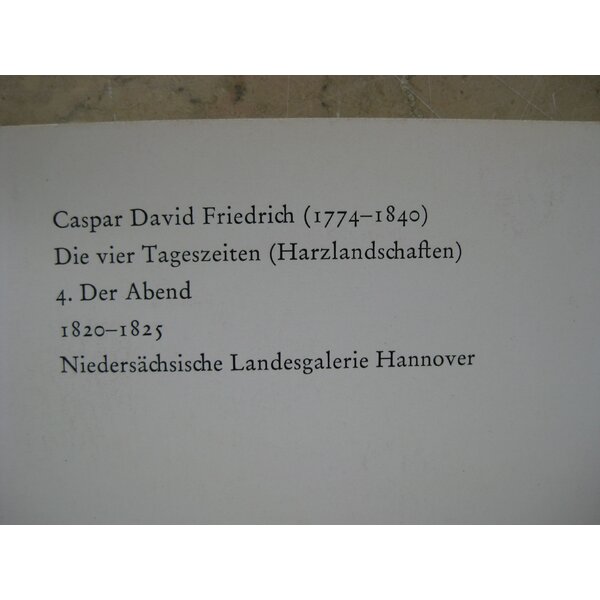 Caspar David Friedrich (1774–1840)
Die vier Tageszeiten (Harzlandschaften)
4. Der Abend
1820–1825
Niedersächsische Landesgalerie Hannover